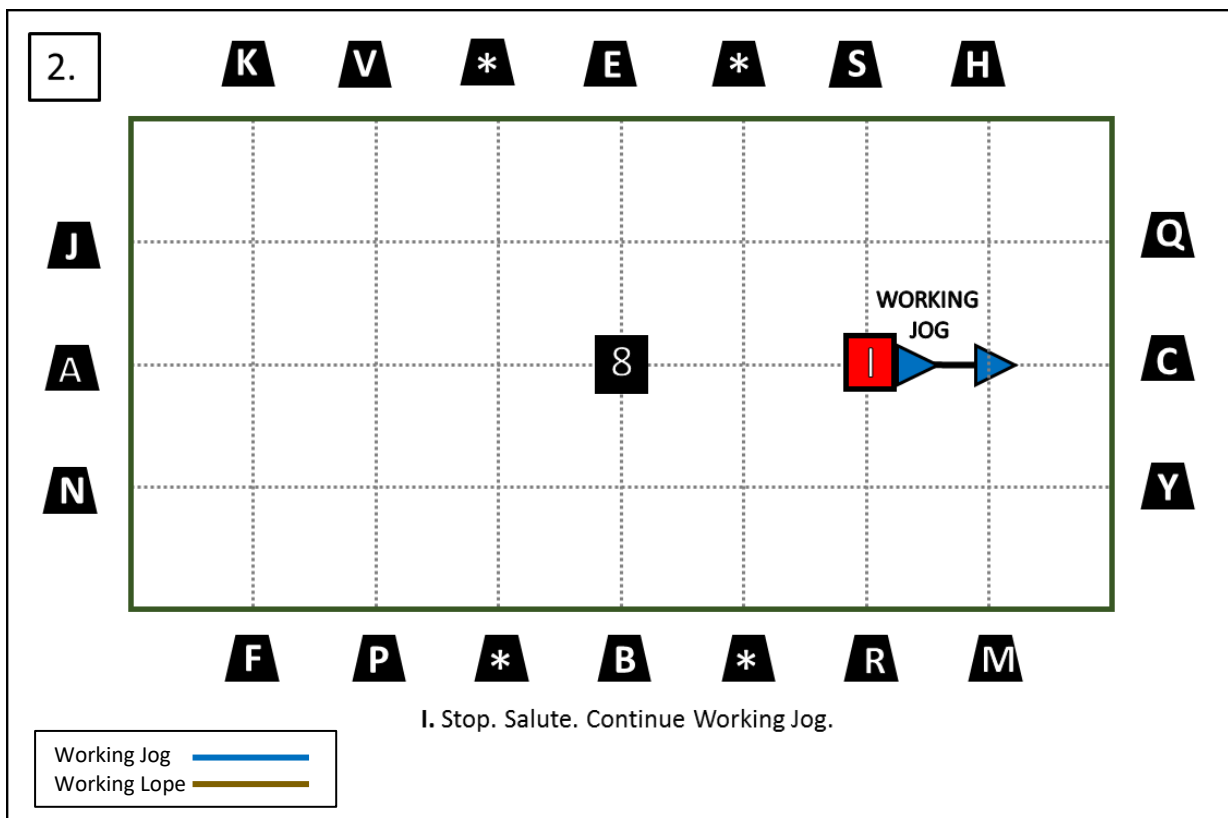 2.
K V * E * S H
J Q
WORKING
JOG
A 8 I C
N Y
F P * B * R M
I. Stop. Salute. Continue Working Jog.
Working Jog
Working Lope